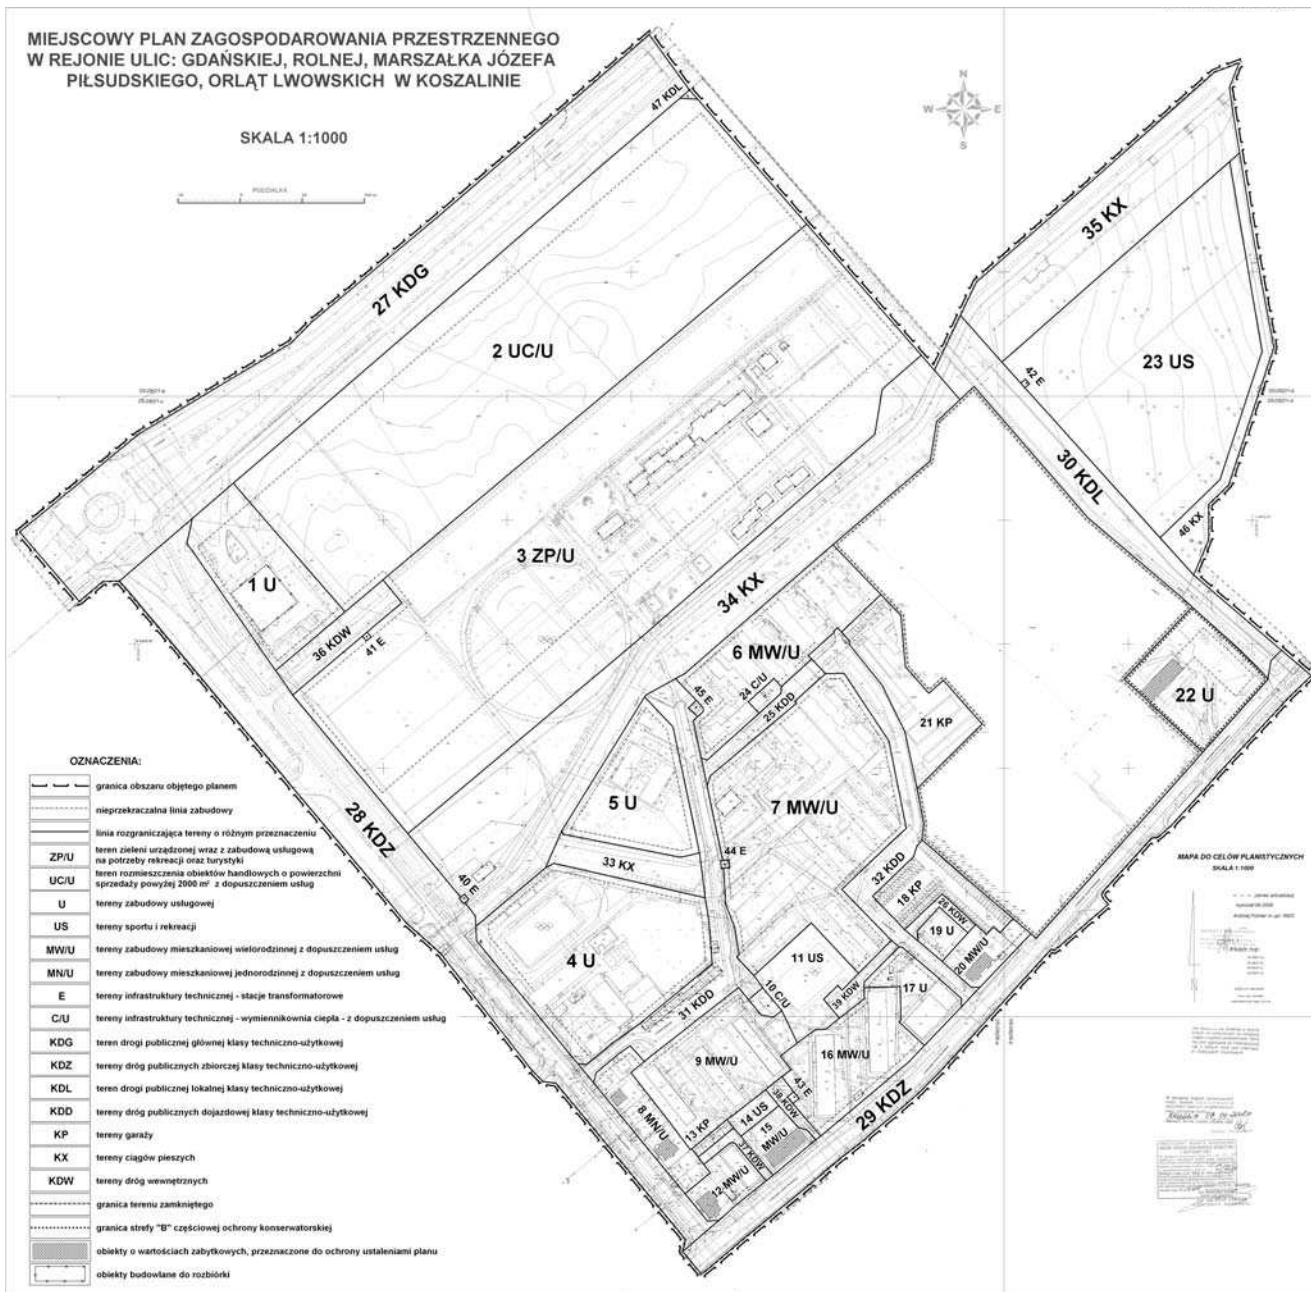 MIEJSCOWY PLAN ZAGOSPODAROWANIA PRZESTRZENNEGO
W REJONIE ULIC: GDAŃSKIEJ, ROLNEJ, MARSZAŁKA JÓZEFA
PIŁSUDSKIEGO, ORLĄT LWOWSKICH W KOSZALINIE
SKALA 1:1000
PODZIAŁKA
N
W
E
S
47 KDL
27 KDG
35 KX
2 UC/U
23 US
42 E
30 KDL
46 KX
3 ZP/U
1 U
34 KX
36 KDW
41 E
6 MW/U
24 C/U
45 E
25 KDD
22 U
21 KP
5 U
7 MW/U
28 KDZ
33 KX
44 E
40 E
32 KDD
18 KP
26 KDW
19 U
20 MW/U
4 U
11 US
10 C/U
39 KDW
17 U
31 KDD
9 MW/U
16 MW/U
43 E
38 KDW
29 KDZ
8 MN/U
14 US
13 KP
15
MW/U
37 KDW
12 MW/U
OZNACZENIA:
granica obszaru objętego planem
nieprzekraczalna linia zabudowy
linia rozgraniczająca tereny o różnym przeznaczeniu
ZP/U teren zieleni urządzonej wraz z zabudową usługową
na potrzeby rekreacji oraz turystyki
UC/U teren rozmieszczenia obiektów handlowych o powierzchni
sprzedaży powyżej 2000 m² z dopuszczeniem usług
U tereny zabudowy usługowej
US tereny sportu i rekreacji
MW/U tereny zabudowy mieszkaniowej wielorodzinnej z dopuszczeniem usług
MN/U tereny zabudowy mieszkaniowej jednorodzinnej z dopuszczeniem usług
E tereny infrastruktury technicznej - stacje transformatorowe
C/U tereny infrastruktury technicznej - wymiennikownia ciepła - z dopuszczeniem usług
KDG teren drogi publicznej głównej klasy techniczno-użytkowej
KDZ tereny dróg publicznych zbiorczej klasy techniczno-użytkowej
KDL teren drogi publicznej lokalnej klasy techniczno-użytkowej
KDD tereny dróg publicznych dojazdowej klasy techniczno-użytkowej
KP tereny garaży
KX tereny ciągów pieszych
KDW tereny dróg wewnętrznych
granica terenu zamkniętego
granica strefy "B" częściowej ochrony konserwatorskiej
obiekty o wartościach zabytkowych, przeznaczone do ochrony ustaleniami planu
obiekty budowlane do rozbiórki
MAPA DO CELÓW PLANISTYCZNYCH
SKALA 1:1000